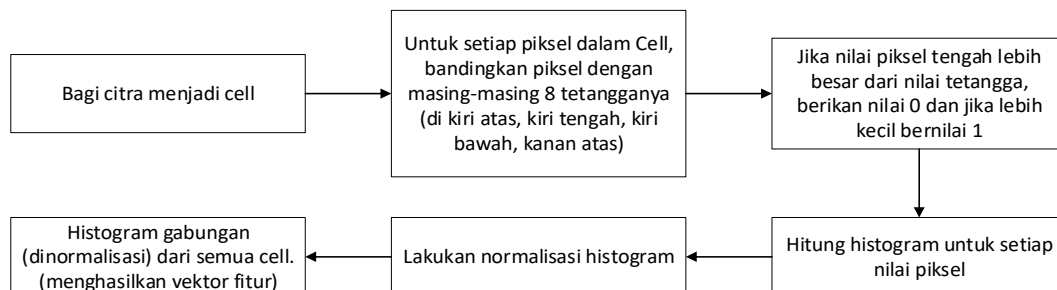 Bagi citra menjadi cell
Untuk setiap piksel dalam Cell,
bandingkan piksel dengan
masing-masing 8 tetangganya
(di kiri atas, kiri tengah, kiri
bawah, kanan atas)
Jika nilai piksel tengah lebih
besar dari nilai tetangga,
berikan nilai 0 dan jika lebih
kecil bernilai 1
Hitung histogram untuk setiap
nilai piksel
Lakukan normalisasi histogram
Histogram gabungan
(dinormalisasi) dari semua cell.
(menghasilkan vektor fitur)